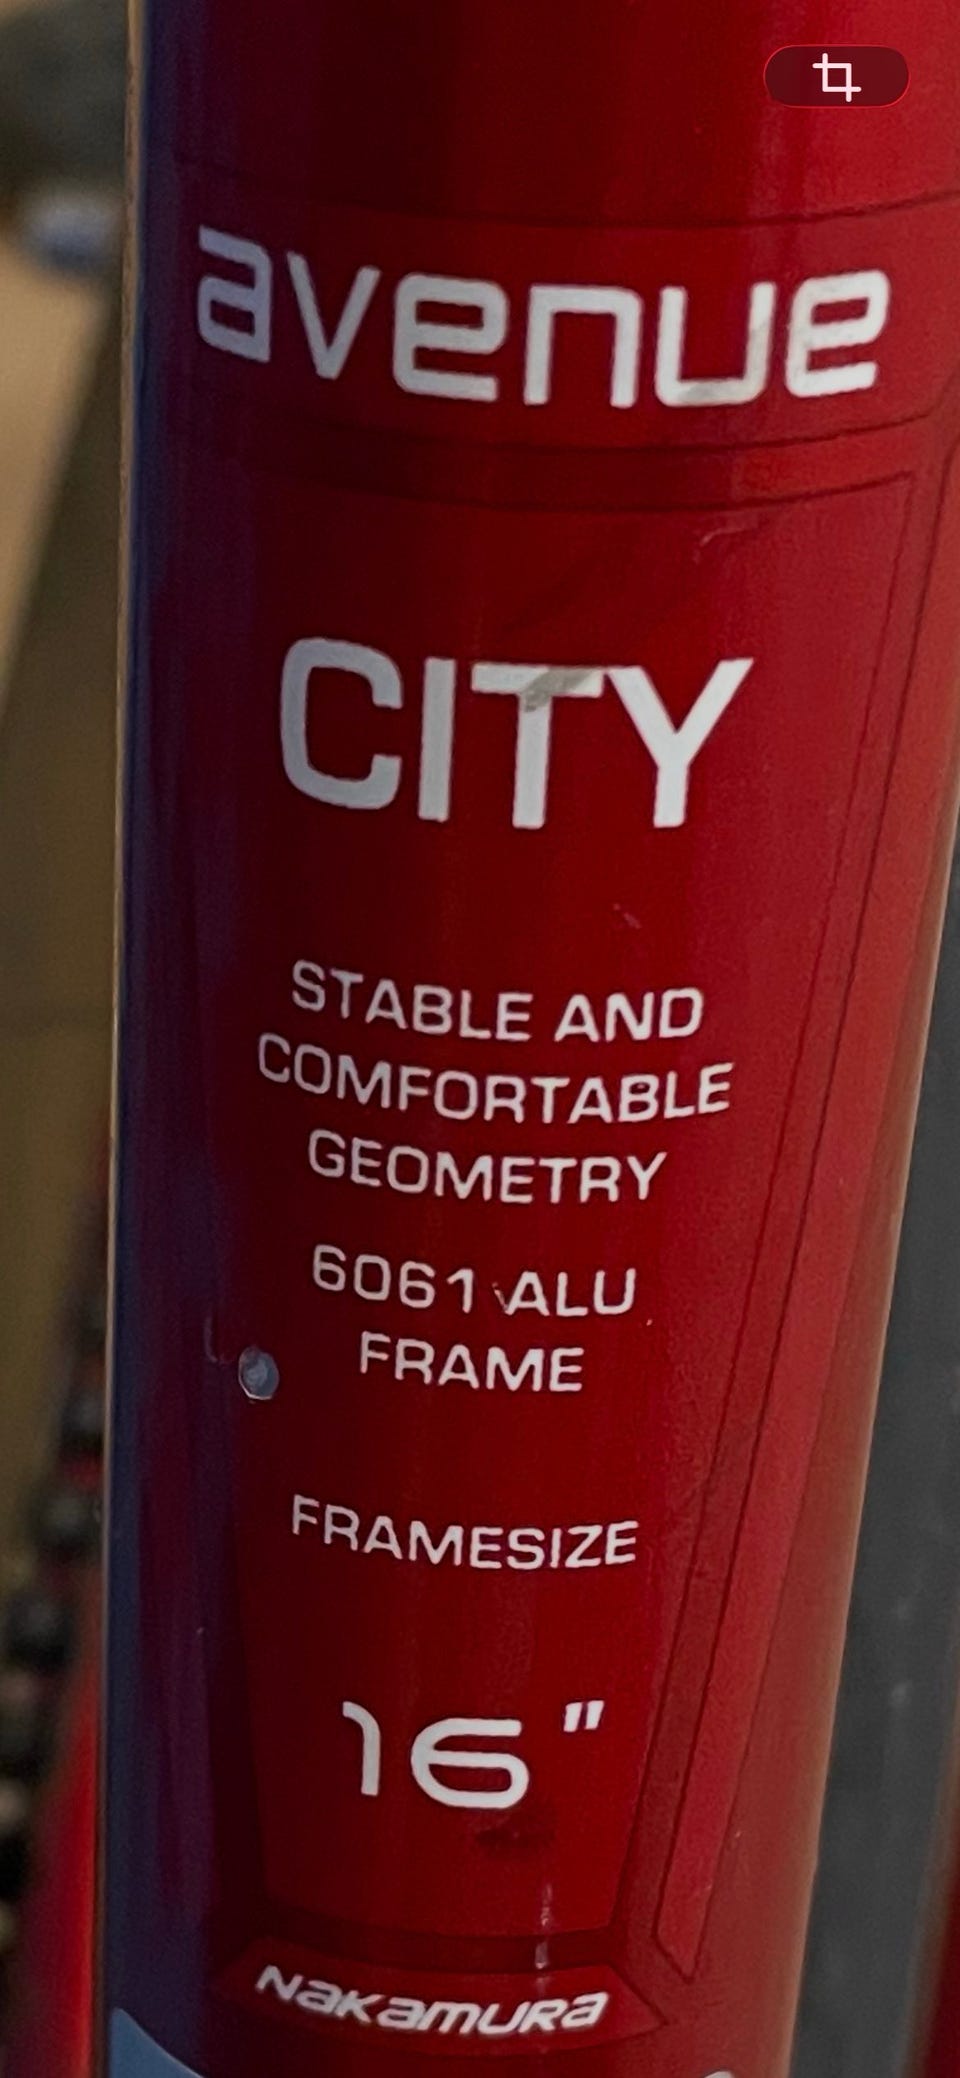 avenue
CITY
STABLE AND
COMFORTABLE
GEOMETRY
6061 ALU
FRAME
FRAMESIZE
16"
NAKAMURA